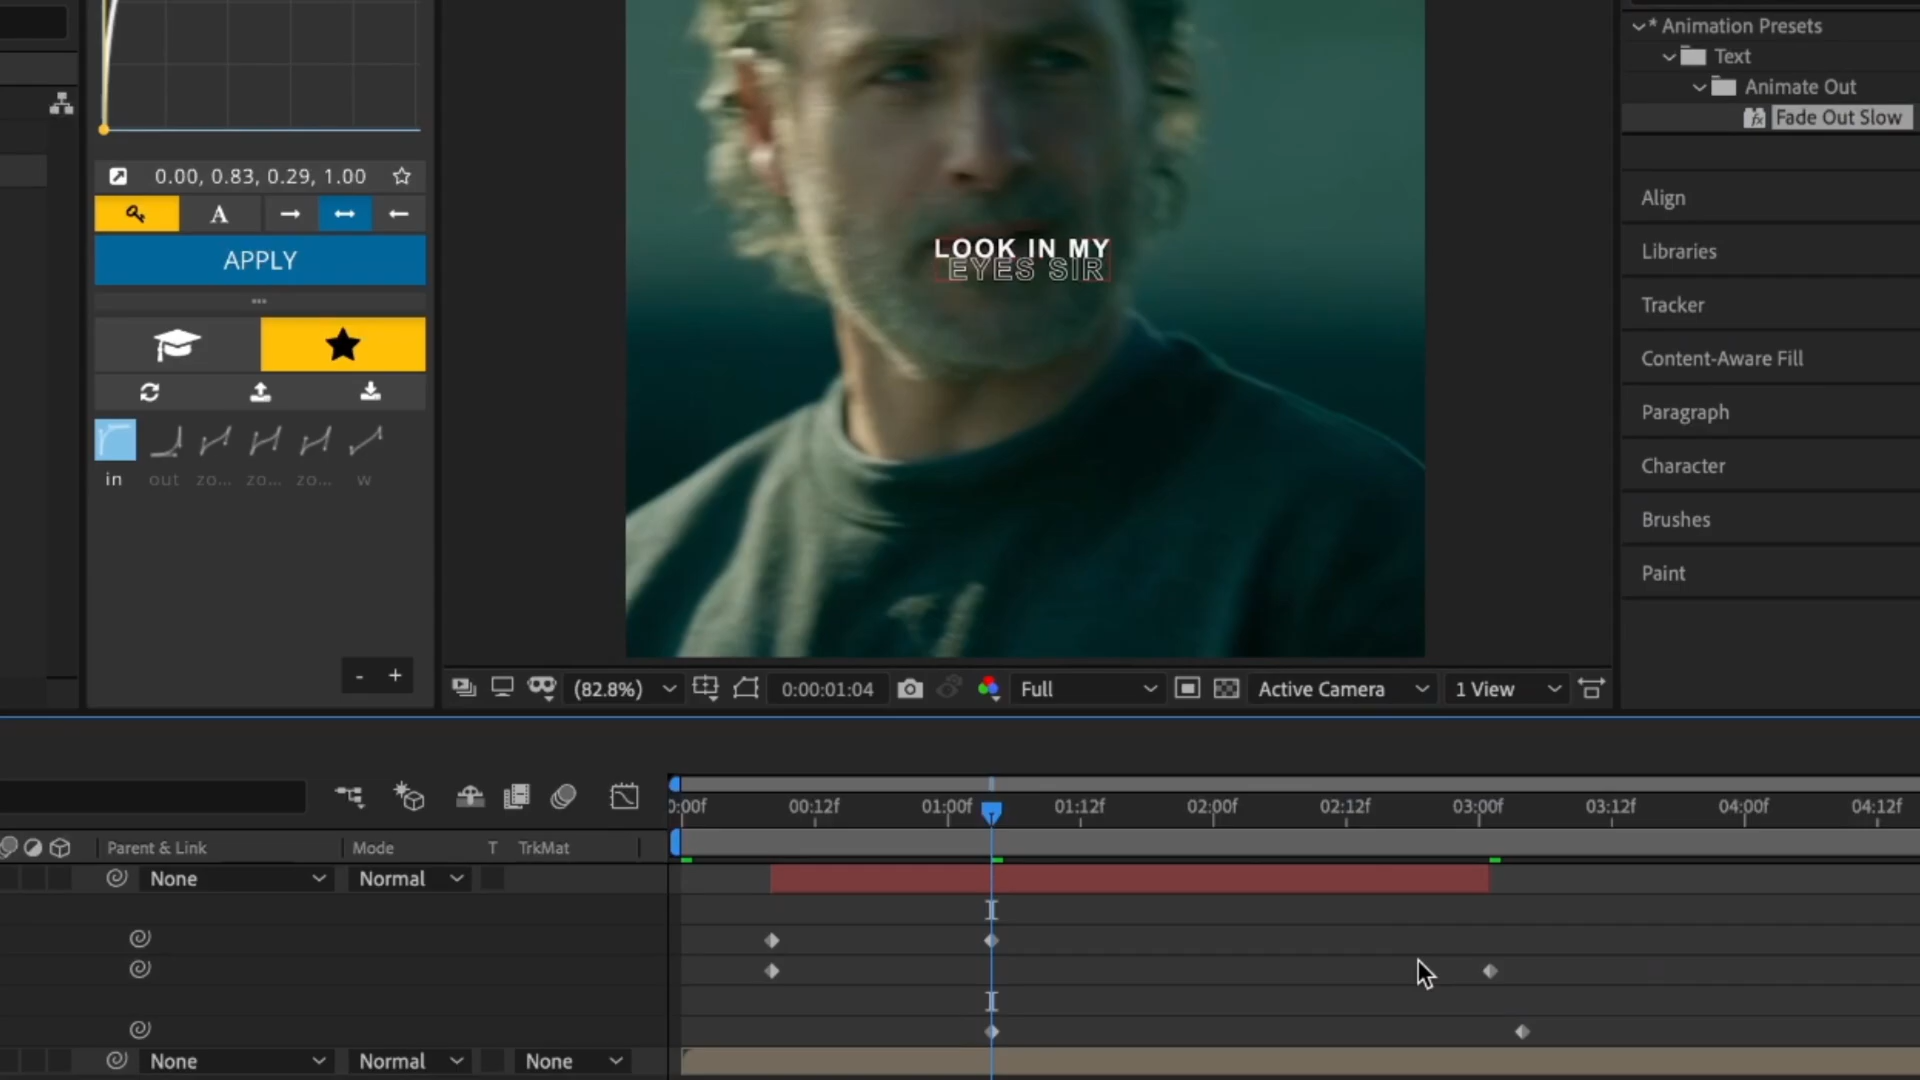 * Animation Presets
Text
Animate Out
Fade Out Slow
0.00, 0.83, 0.29, 1.00
A
APPLY
in out zo... zo... zo... w
- +
LOOK IN MY
EYES SIR
Align
Libraries
Tracker
Content-Aware Fill
Paragraph
Character
Brushes
Paint
(82.8%) 0:00:01:04 Full Active Camera 1 View
0:00f 00:12f 01:00f 01:12f 02:00f 02:12f 03:00f 03:12f 04:00f 04:12f
Parent & Link Mode T TrkMat
None Normal
None Normal None